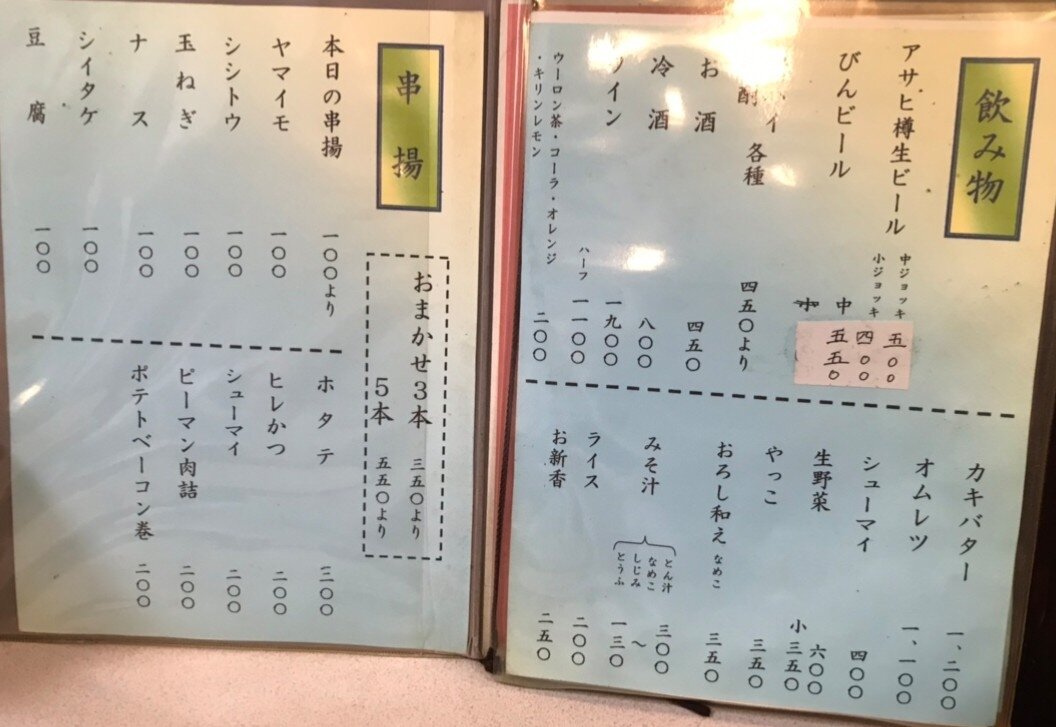 飲み物
アサヒ樽生ビール 中ジョッキ 五〇〇
小ジョッキ 四〇〇
びんビール 中 五五〇
小
各種 四五〇より
お酒 四五〇
冷酒 八〇〇
ワイン 一九〇〇
ハーフ 一一〇〇
ウーロン茶・コーラ・オレンジ
・キリンレモン 二〇〇
カキバター 一、二〇〇
オムレツ 一、一〇〇
シューマイ 四〇〇
生野菜 六〇〇
小 三五〇
やっこ 三五〇
おろし和え なめこ 三五〇
みそ汁 とん汁 なめこ しじみ とうふ 三〇〇〜一三〇
ライス 二〇〇
お新香 二五〇
串揚
おまかせ3本 三五〇より
5本 五五〇より
本日の串揚 一〇〇より
ヤマイモ 一〇〇
シシトウ 一〇〇
玉ねぎ 一〇〇
ナス 一〇〇
シイタケ 一〇〇
豆腐 一〇〇
ホタテ 三〇〇
ヒレかつ 二〇〇
シューマイ 二〇〇
ピーマン肉詰 二〇〇
ポテトベーコン巻 二〇〇